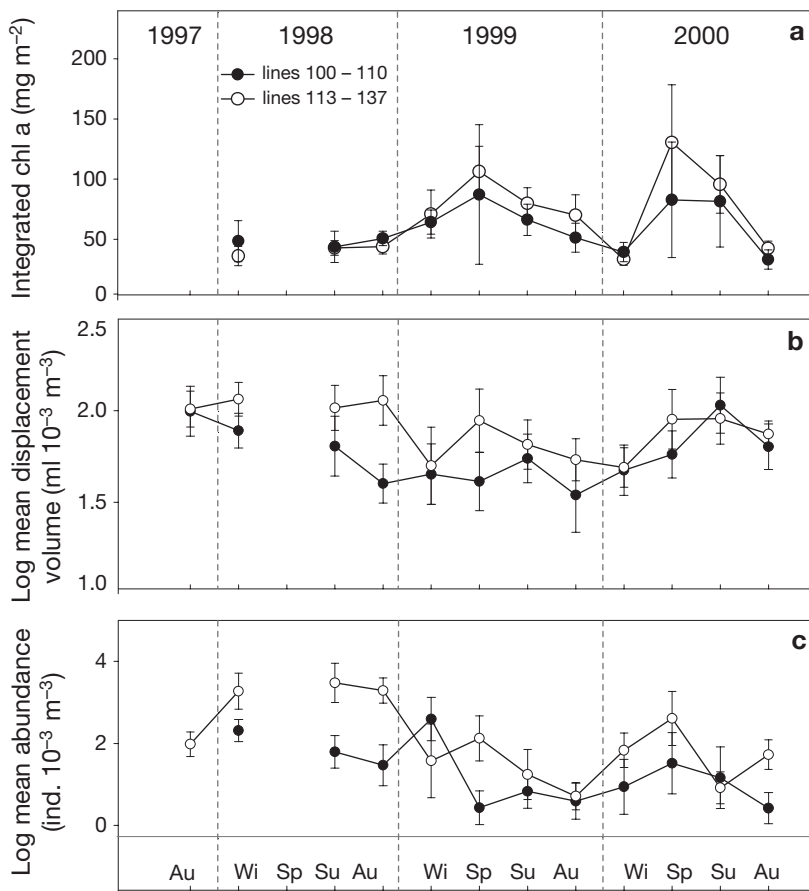 1997 1998 1999 2000 a
Integrated chl a (mg m⁻²)
200
150
100
50
0
lines 100 – 110
lines 113 – 137
b
Log mean displacement
volume (ml 10⁻³ m⁻³)
2.5
2.0
1.5
1.0
c
Log mean abundance
(ind. 10⁻³ m⁻³)
4
2
0
Au Wi Sp Su Au Wi Sp Su Au Wi Sp Su Au